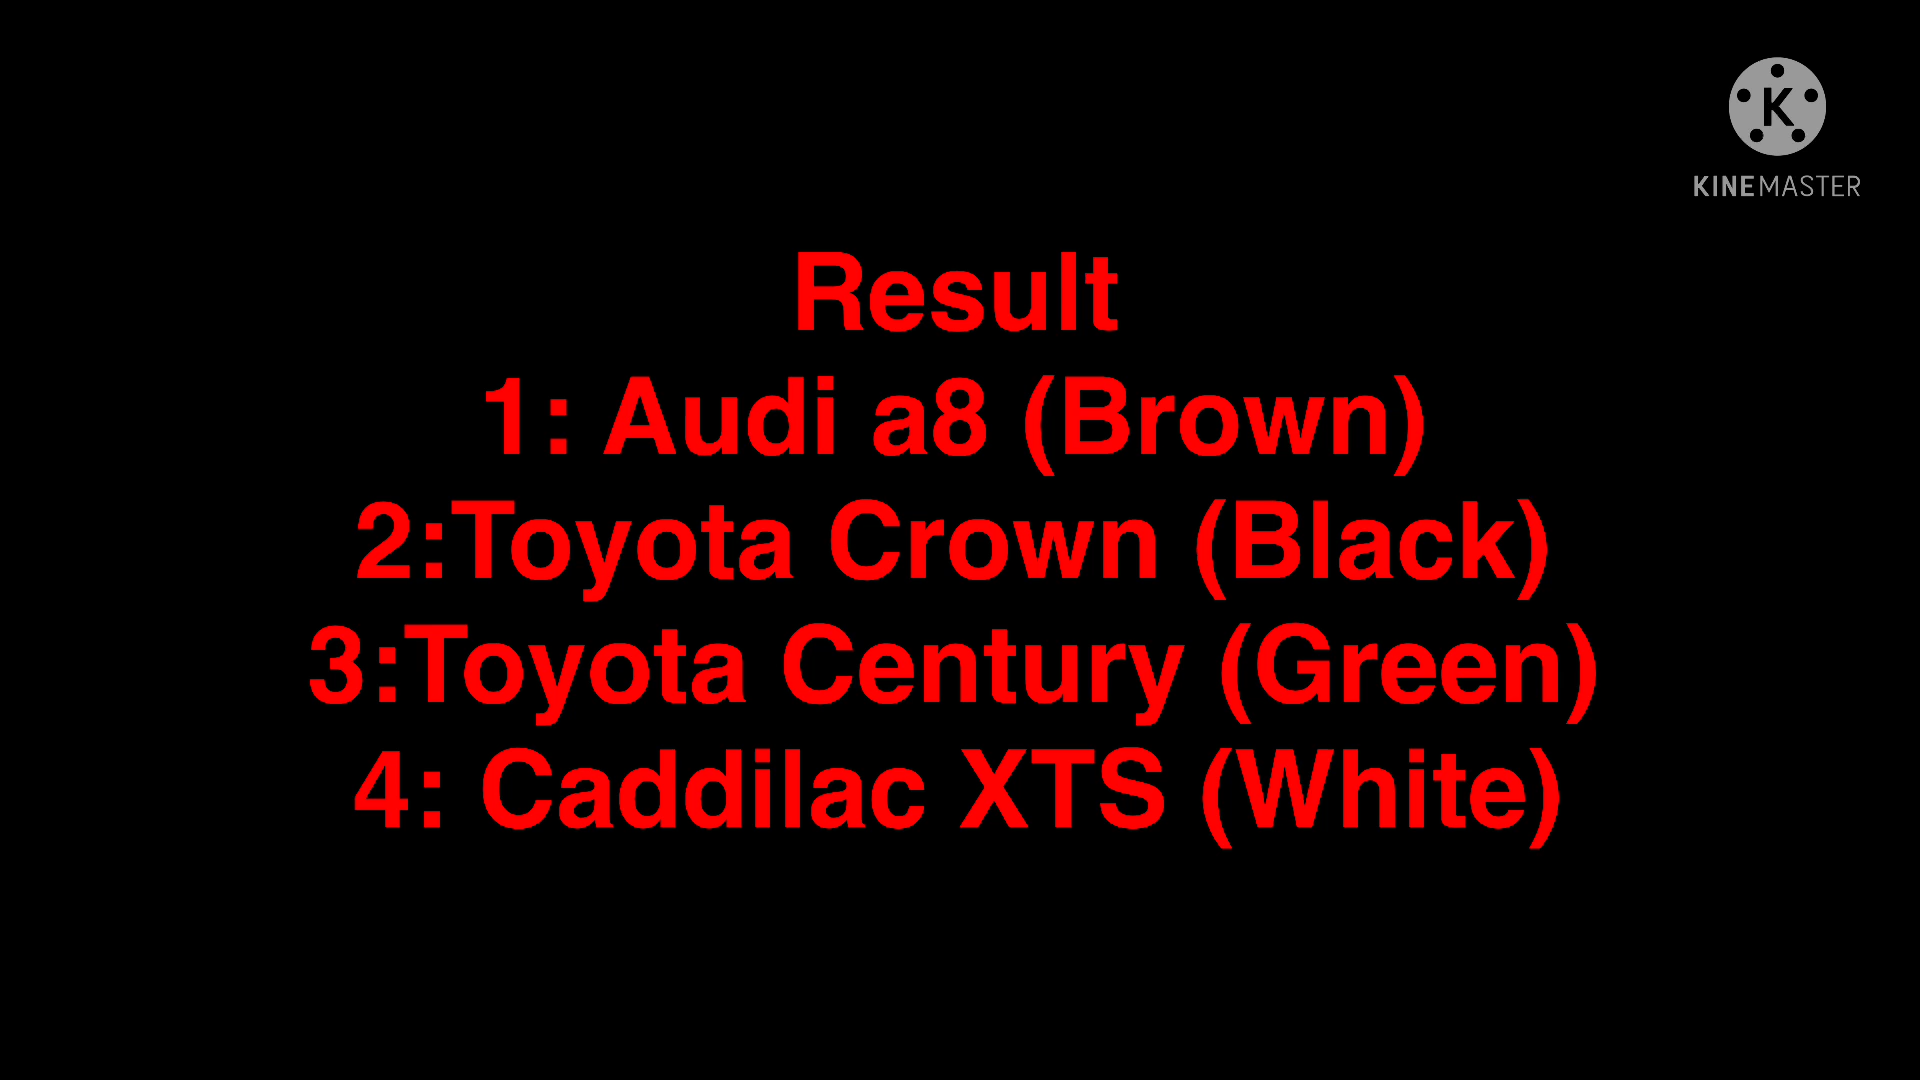 K
KINEMASTER
Result
1: Audi a8 (Brown)
2:Toyota Crown (Black)
3:Toyota Century (Green)
4: Caddilac XTS (White)